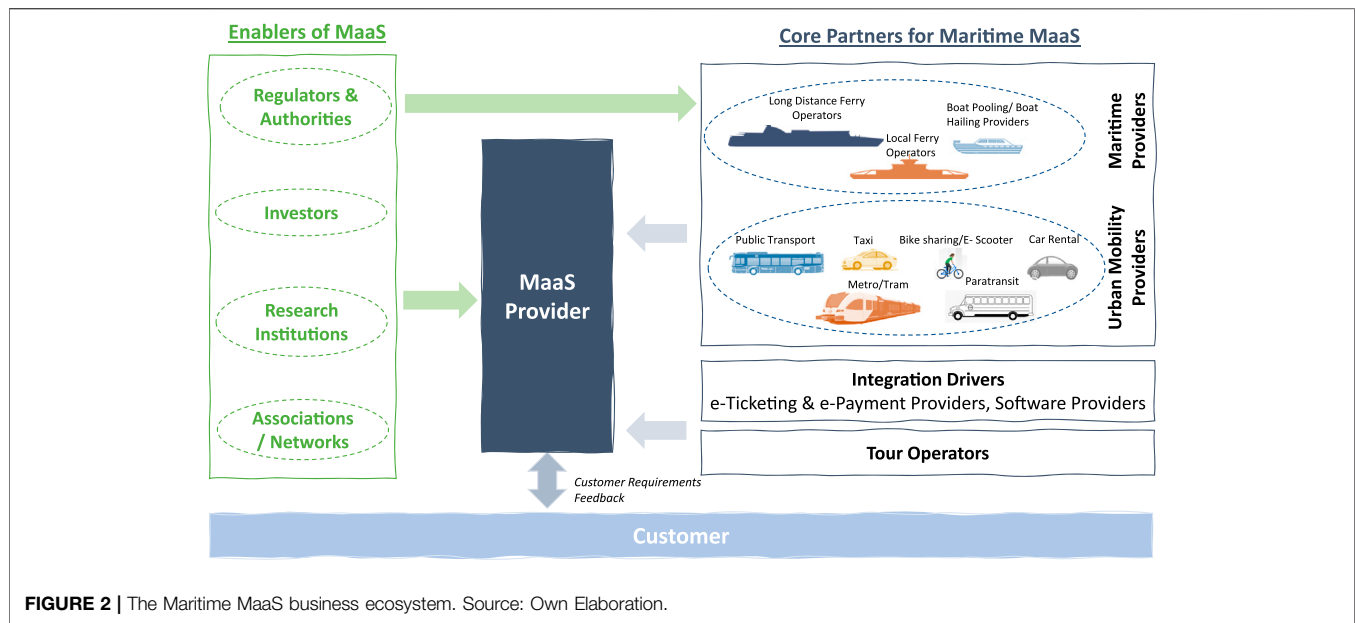 Enablers of MaaS
Regulators &
Authorities
Investors
Research
Institutions
Associations
/ Networks
MaaS
Provider
Core Partners for Maritime MaaS
Long Distance Ferry
Operators
Boat Pooling/ Boat
Hailing Providers
Local Ferry
Operators
Maritime
Providers
Public Transport
Taxi
Bike sharing/E- Scooter
Car Rental
Metro/Tram
Paratransit
Urban Mobility
Providers
Integration Drivers
e-Ticketing & e-Payment Providers, Software Providers
Tour Operators
Customer Requirements
Feedback
Customer
FIGURE 2 | The Maritime MaaS business ecosystem. Source: Own Elaboration.